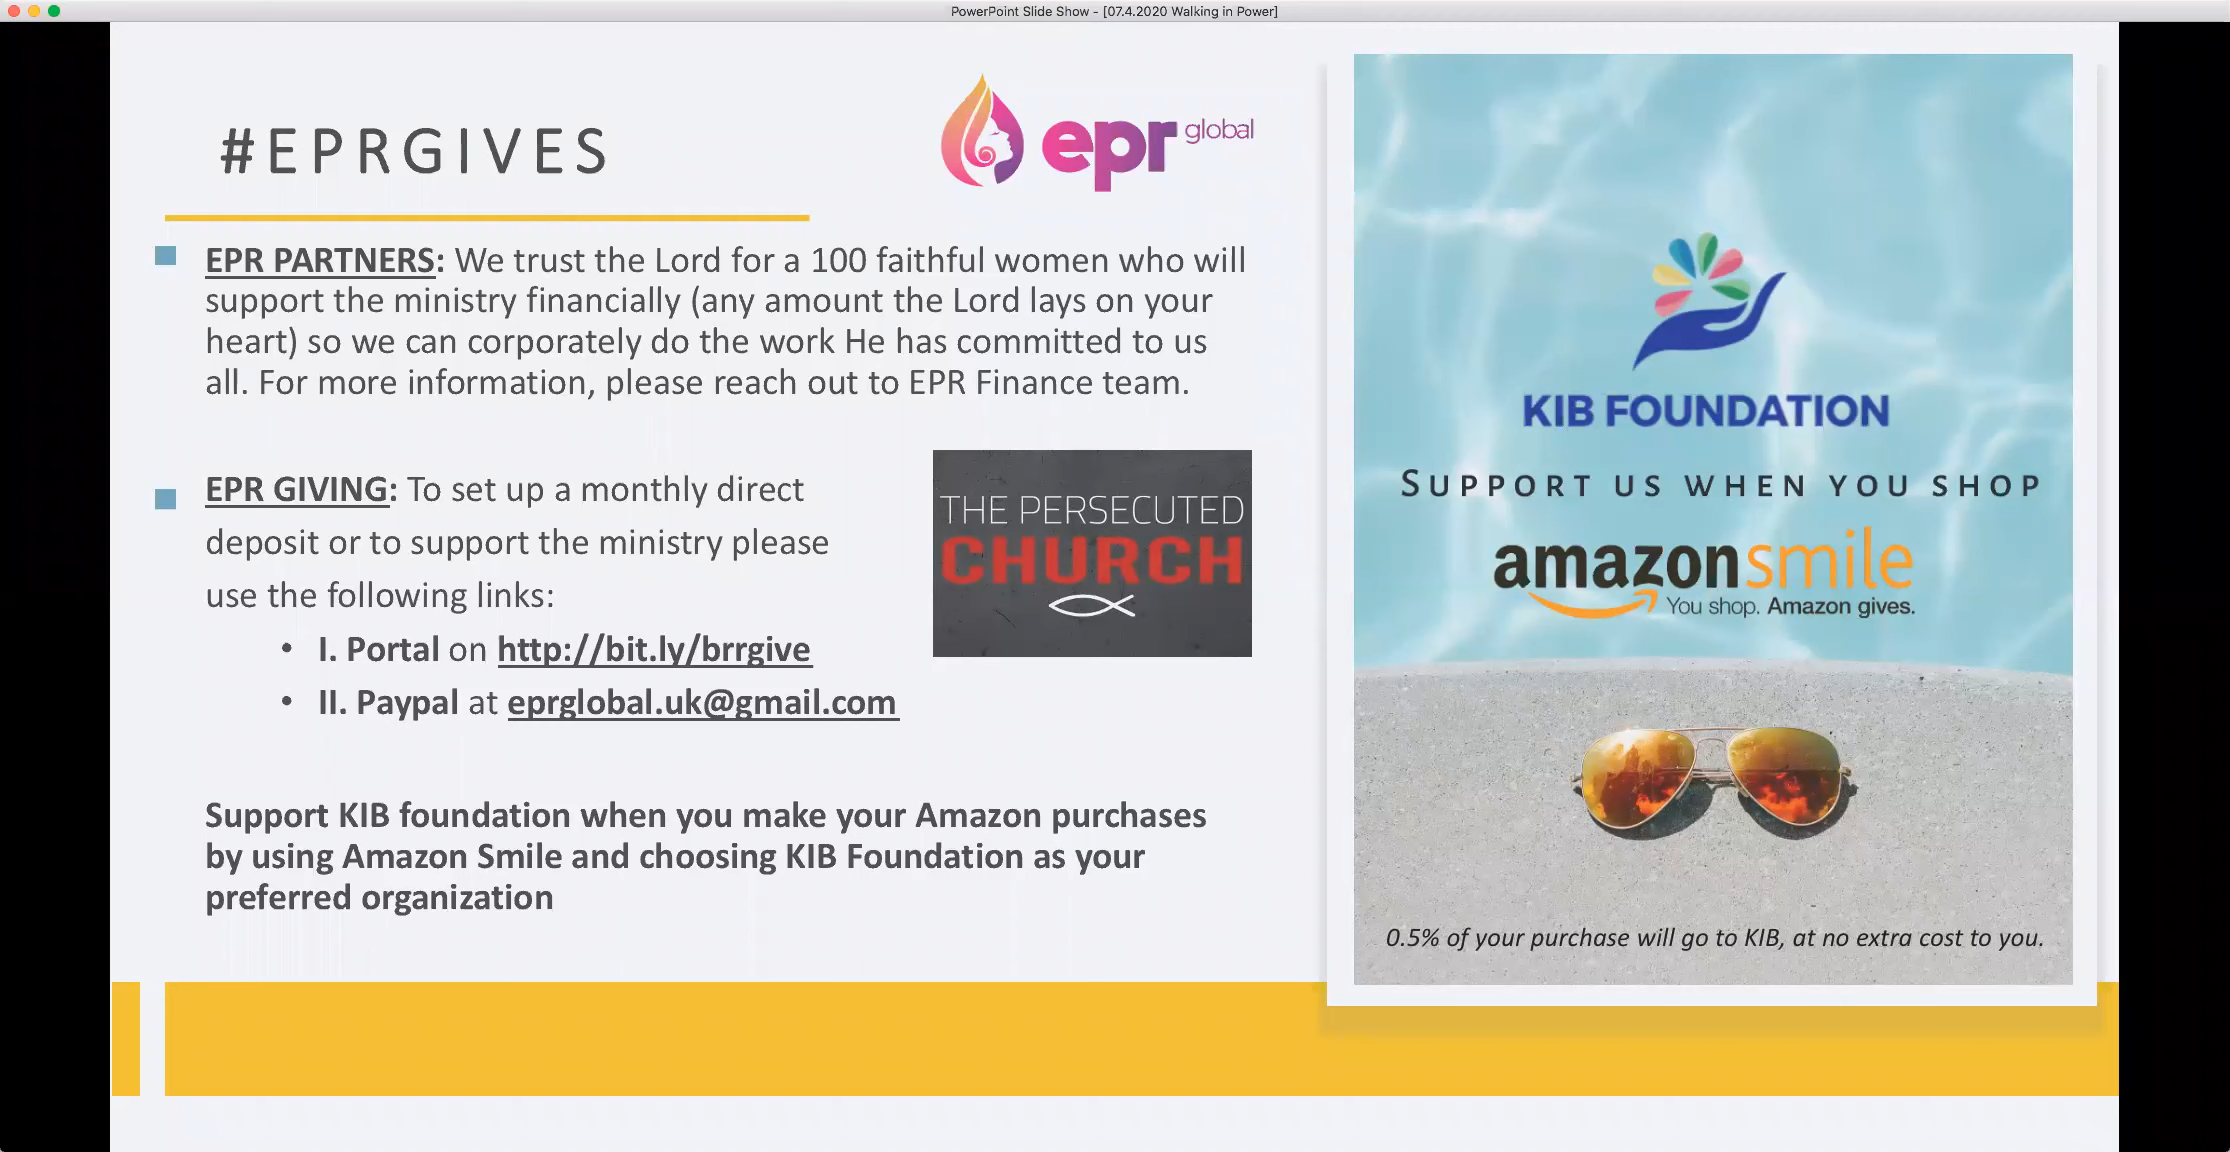 PowerPoint Slide Show - [07.4.2020 Walking in Power]
#EPRGIVES
epr global
EPR PARTNERS: We trust the Lord for a 100 faithful women who will
support the ministry financially (any amount the Lord lays on your
heart) so we can corporately do the work He has committed to us
all. For more information, please reach out to EPR Finance team.
EPR GIVING: To set up a monthly direct
deposit or to support the ministry please
use the following links:
• I. Portal on http://bit.ly/brrgive
• II. Paypal at eprglobal.uk@gmail.com
THE PERSECUTED
CHURCH
Support KIB foundation when you make your Amazon purchases
by using Amazon Smile and choosing KIB Foundation as your
preferred organization
KIB FOUNDATION
SUPPORT US WHEN YOU SHOP
amazonsmile
You shop. Amazon gives.
0.5% of your purchase will go to KIB, at no extra cost to you.